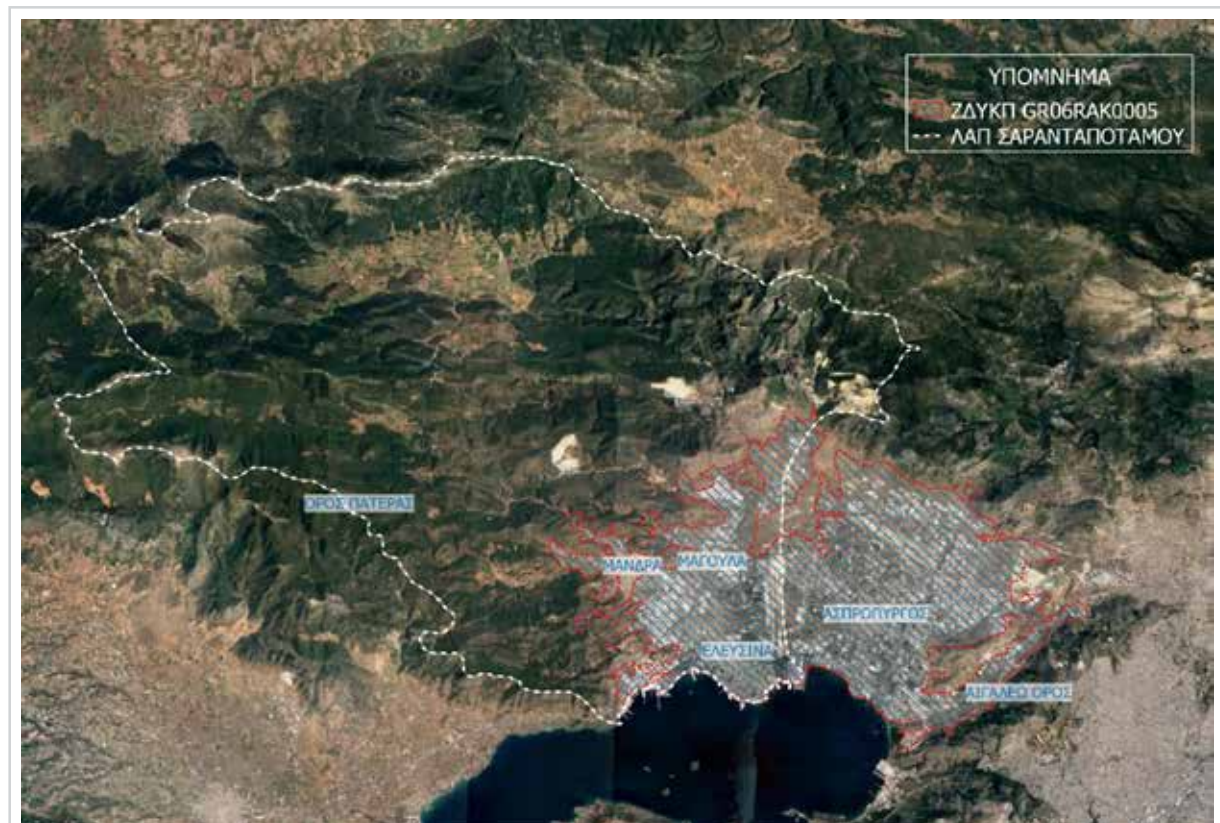 ΥΠΟΜΝΗΜΑ
ΖΔΥΚΠ GR06RAK0005
ΛΑΠ ΣΑΡΑΝΤΑΠΟΤΑΜΟΥ
ΟΡΟΣ ΠΑΤΕΡΑΣ
ΜΑΝΔΡΑ
ΜΑΓΟΥΛΑ
ΑΣΠΡΟΠΥΡΓΟΣ
ΕΛΕΥΣΙΝΑ
ΑΙΓΑΛΕΩ ΟΡΟΣ